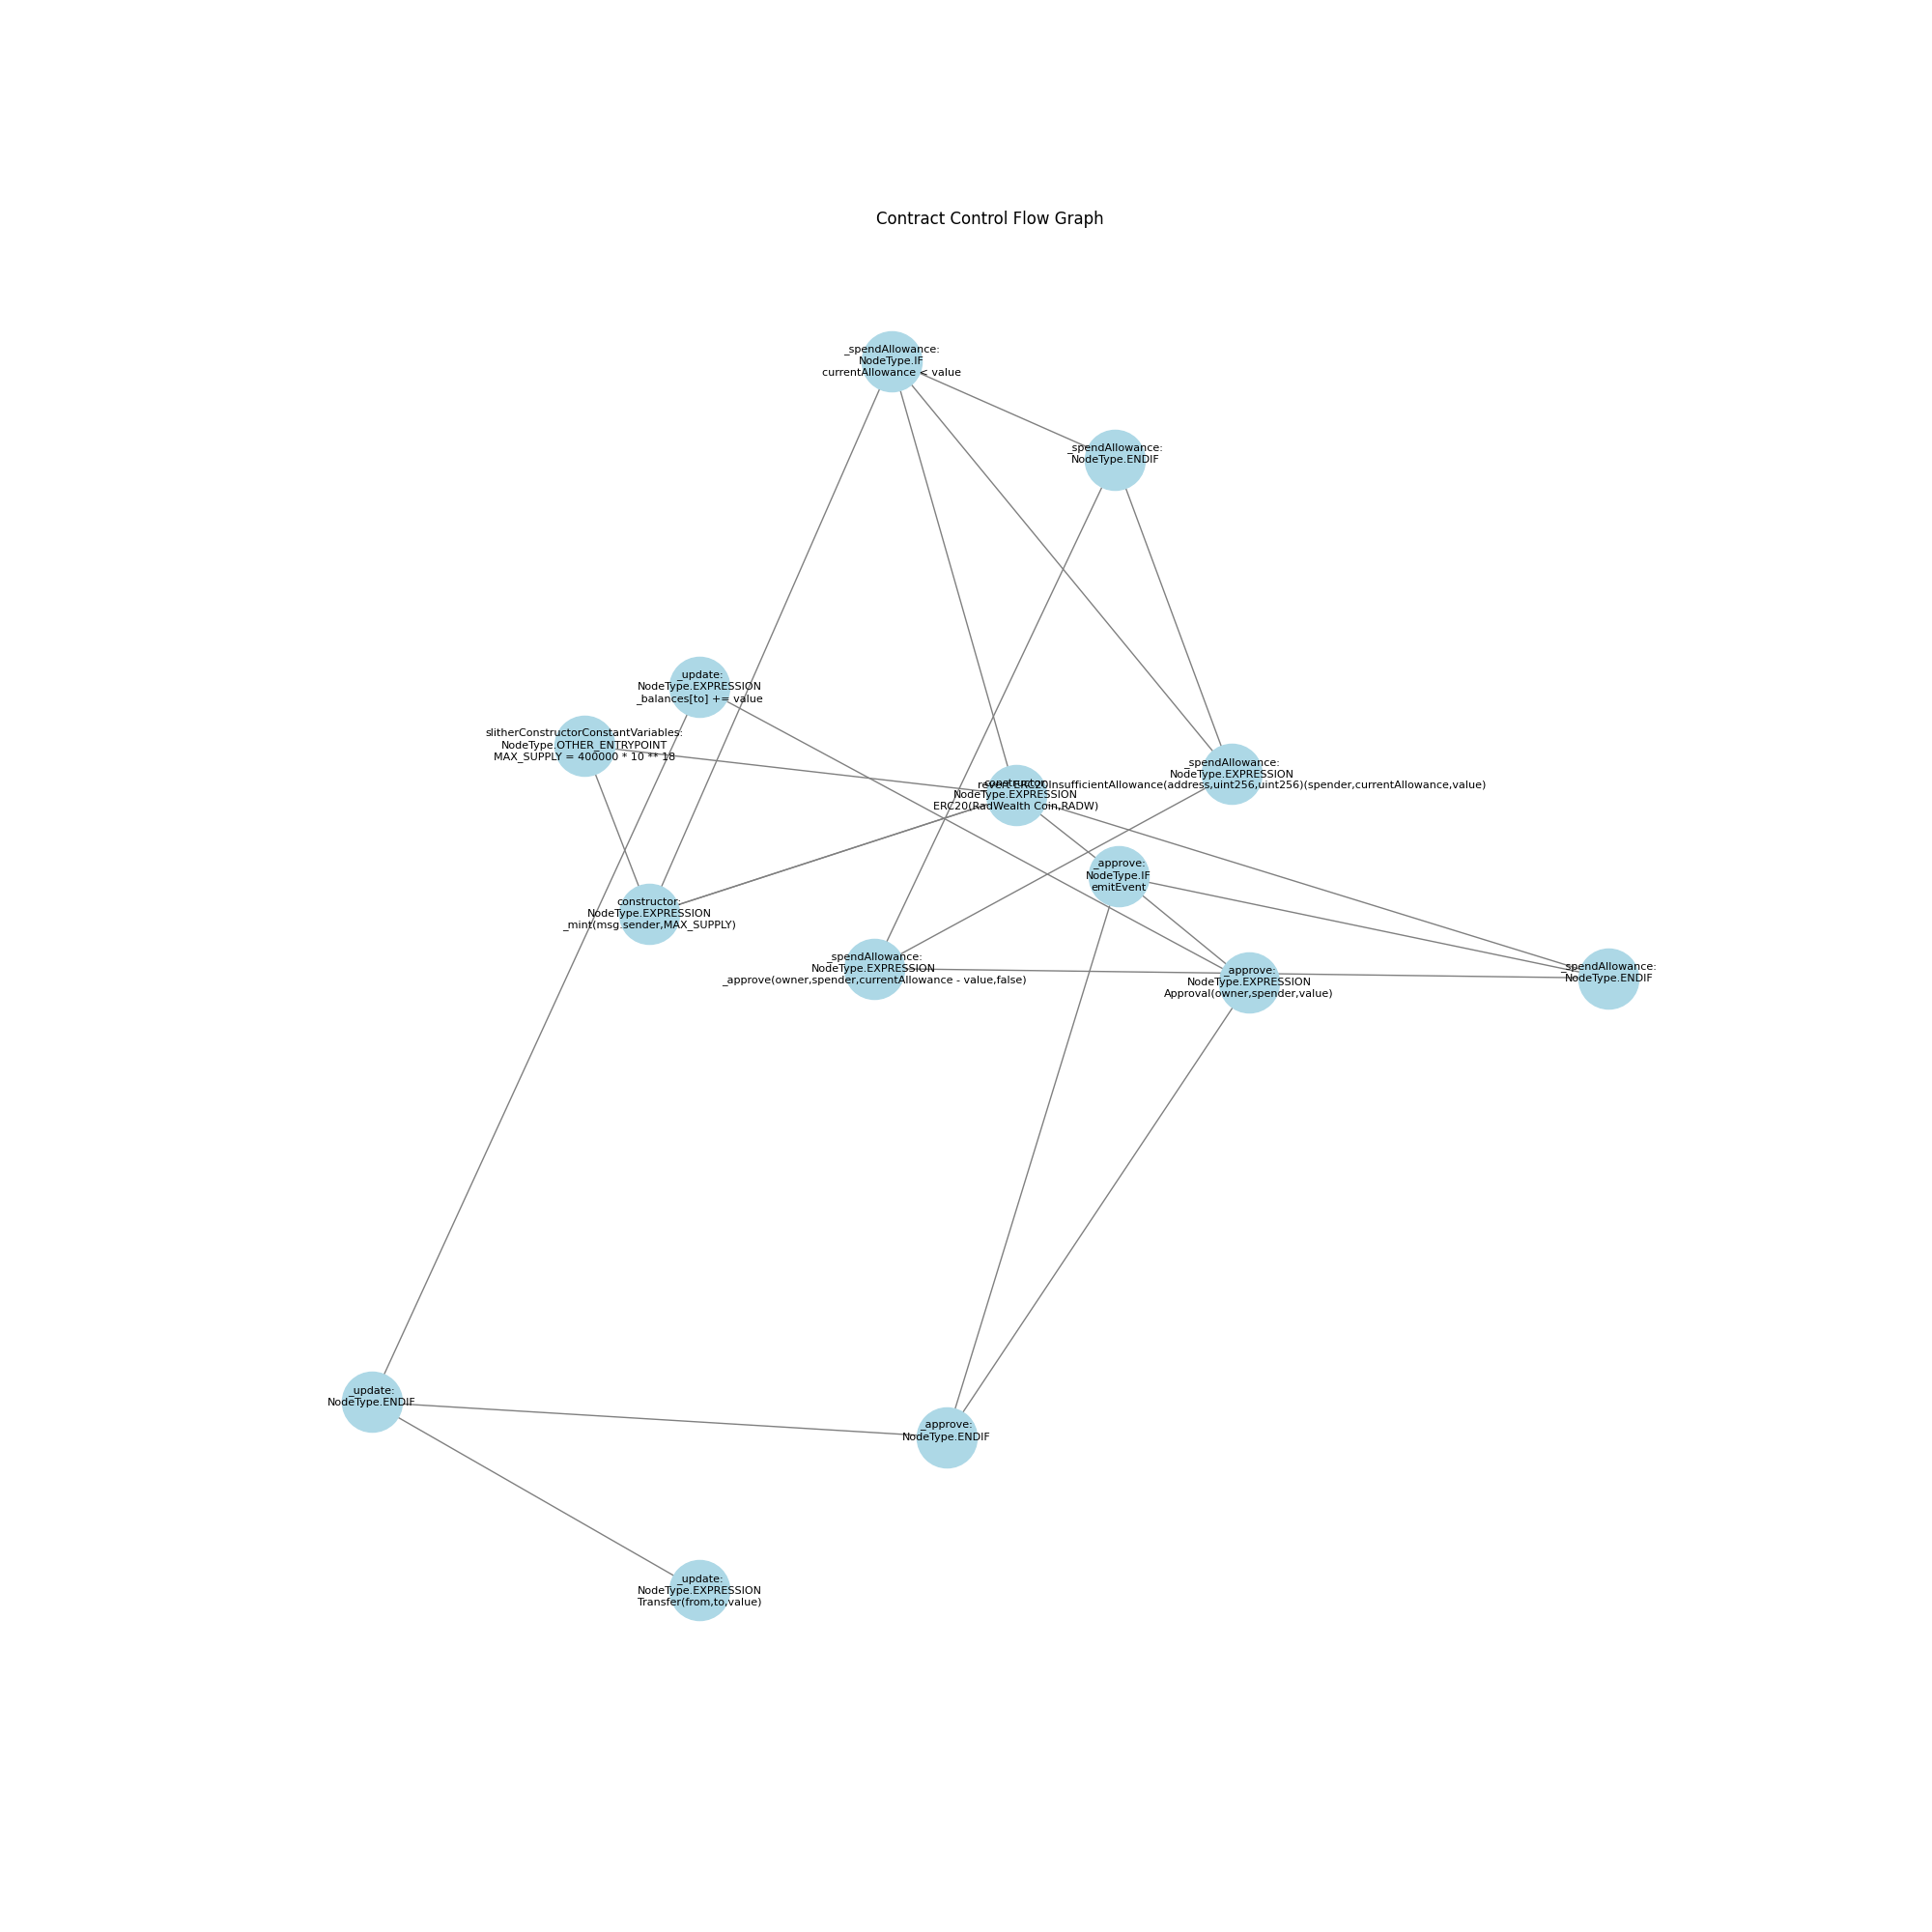 Contract Control Flow Graph
_spendAllowance:
NodeType.IF
currentAllowance < value
_spendAllowance:
NodeType.ENDIF
_update:
NodeType.EXPRESSION
_balances[to] += value
slitherConstructorConstantVariables:
NodeType.OTHER_ENTRYPOINT
MAX_SUPPLY = 400000 * 10 ** 18
_spendAllowance:
NodeType.EXPRESSION
revert ERC20InsufficientAllowance(address,uint256,uint256)(spender,currentAllowance,value)
constructor:
NodeType.EXPRESSION
ERC20(RadWealth Coin,RADW)
_approve:
NodeType.IF
emitEvent
constructor:
NodeType.EXPRESSION
_mint(msg.sender,MAX_SUPPLY)
_spendAllowance:
NodeType.EXPRESSION
_approve(owner,spender,currentAllowance - value,false)
_approve:
NodeType.EXPRESSION
Approval(owner,spender,value)
_spendAllowance:
NodeType.ENDIF
_update:
NodeType.ENDIF
_approve:
NodeType.ENDIF
_update:
NodeType.EXPRESSION
Transfer(from,to,value)